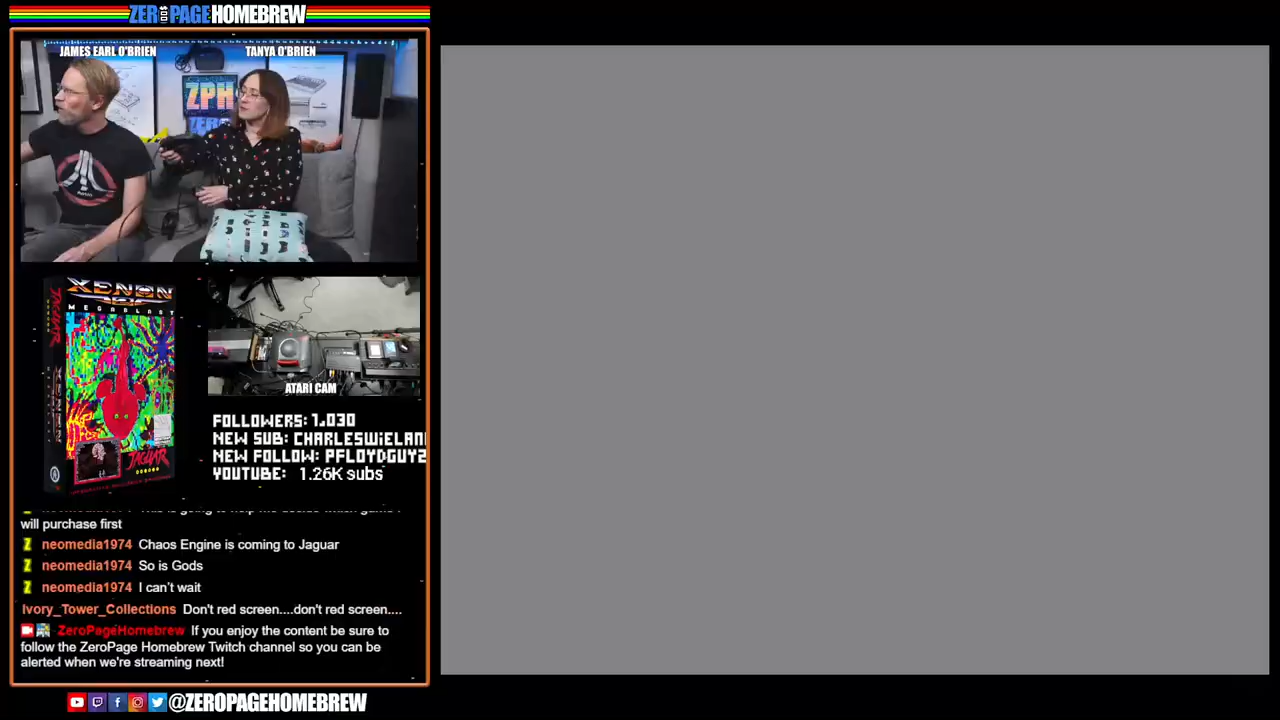 ZEROPAGE HOMEBREW
JAMES EARL O'BRIEN
TANYA O'BRIEN
ZPH
ZERO
XENON
MEGABLAST
JAGUAR
ATARI CAM
FOLLOWERS: 1,030
NEW SUB: CHARLESWIELAN
NEW FOLLOW: PFLOYDGUY2
YOUTUBE: 1.26K subs
will purchase first
neomedia1974 Chaos Engine is coming to Jaguar
neomedia1974 So is Gods
neomedia1974 I can't wait
Ivory_Tower_Collections Don't red screen....don't red screen....
ZeroPageHomebrew If you enjoy the content be sure to
follow the ZeroPage Homebrew Twitch channel so you can be
alerted when we're streaming next!
@ZEROPAGEHOMEBREW